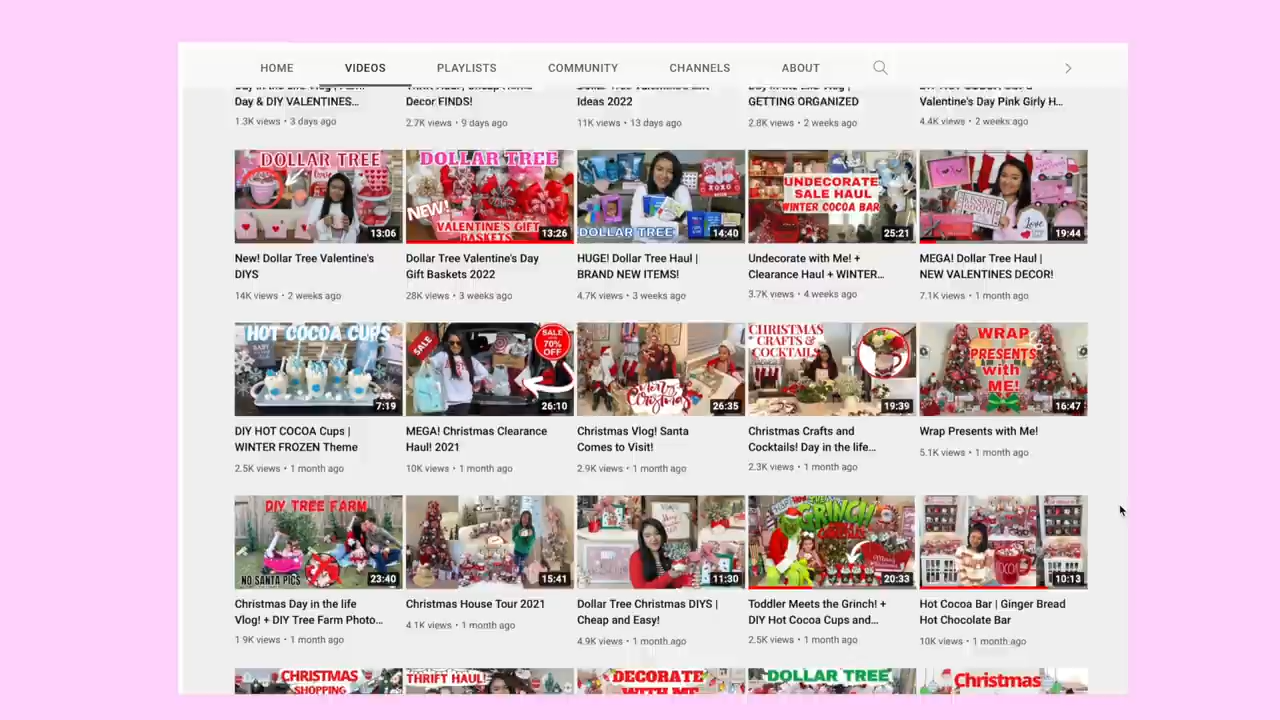 HOME VIDEOS PLAYLISTS COMMUNITY CHANNELS ABOUT
Day & DIY VALENTINES…
1.3K views • 3 days ago
Decor FINDS!
2.7K views • 9 days ago
Ideas 2022
11K views • 13 days ago
GETTING ORGANIZED
2.8K views • 2 weeks ago
Valentine's Day Pink Girly H…
4.4K views • 2 weeks ago
DOLLAR TREE
13:06
New! Dollar Tree Valentine's
DIYS
14K views • 2 weeks ago
DOLLAR TREE
NEW!
VALENTINE'S GIFT
BASKETS
13:26
Dollar Tree Valentine's Day
Gift Baskets 2022
28K views • 3 weeks ago
XOXO
DOLLAR TREE
14:40
HUGE! Dollar Tree Haul |
BRAND NEW ITEMS!
4.7K views • 3 weeks ago
UNDECORATE
SALE HAUL
WINTER COCOA BAR
25:21
Undecorate with Me! +
Clearance Haul + WINTER…
3.7K views • 4 weeks ago
Love
19:44
MEGA! Dollar Tree Haul |
NEW VALENTINES DECOR!
7.1K views • 1 month ago
HOT COCOA CUPS
7:19
DIY HOT COCOA Cups |
WINTER FROZEN Theme
2.5K views • 1 month ago
SALE
SALE
70%
OFF
26:10
MEGA! Christmas Clearance
Haul! 2021
10K views • 1 month ago
Merry
Christmas
26:35
Christmas Vlog! Santa
Comes to Visit!
2.9K views • 1 month ago
CHRISTMAS
CRAFTS &
COCKTAILS
19:39
Christmas Crafts and
Cocktails! Day in the life…
2.3K views • 1 month ago
WRAP
PRESENTS
with
ME!
16:47
Wrap Presents with Me!
5.1K views • 1 month ago
DIY TREE FARM
NO SANTA PICS
23:40
Christmas Day in the life
Vlog! + DIY Tree Farm Photo…
1.9K views • 1 month ago
15:41
Christmas House Tour 2021
4.1K views • 1 month ago
11:30
Dollar Tree Christmas DIYS |
Cheap and Easy!
4.9K views • 1 month ago
GRINCH
20:33
Toddler Meets the Grinch! +
DIY Hot Cocoa Cups and…
2.5K views • 1 month ago
COCOA
10:13
Hot Cocoa Bar | Ginger Bread
Hot Chocolate Bar
10K views • 1 month ago
CHRISTMAS
SHOPPING
THRIFT HAUL!
DECORATE
WITH ME
DOLLAR TREE
Christmas